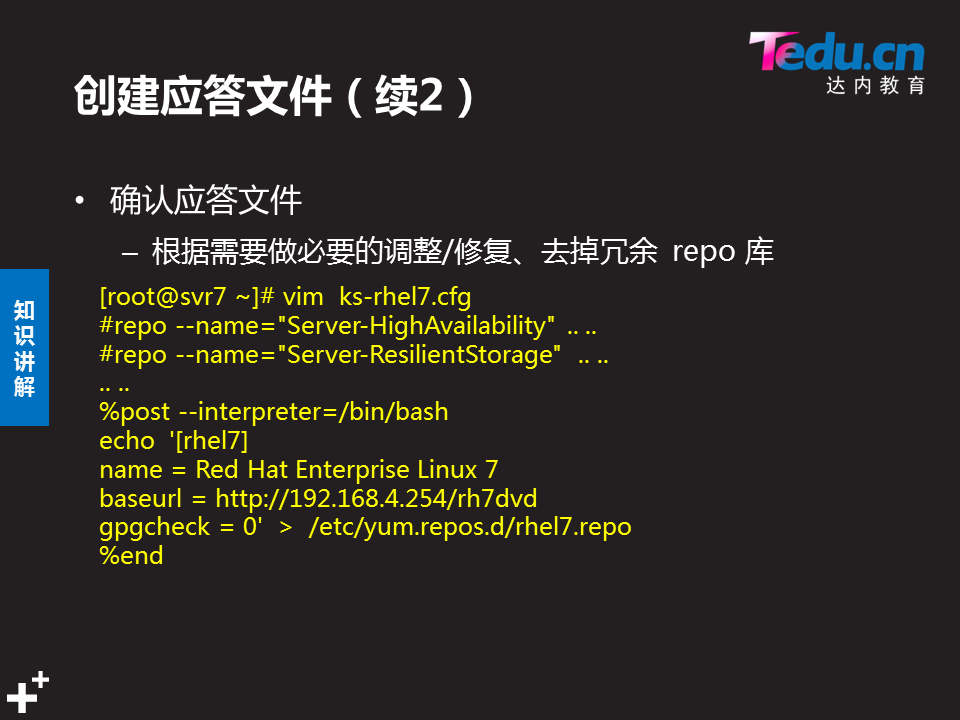 Tedu.cn
达内教育
创建应答文件（续2）
• 确认应答文件
– 根据需要做必要的调整/修复、去掉冗余 repo 库
知识讲解
[root@svr7 ~]# vim  ks-rhel7.cfg
#repo --name="Server-HighAvailability"  .. ..
#repo --name="Server-ResilientStorage"  .. ..
.. ..
%post --interpreter=/bin/bash
echo  '[rhel7]
name = Red Hat Enterprise Linux 7
baseurl = http://192.168.4.254/rh7dvd
gpgcheck = 0'  >  /etc/yum.repos.d/rhel7.repo
%end